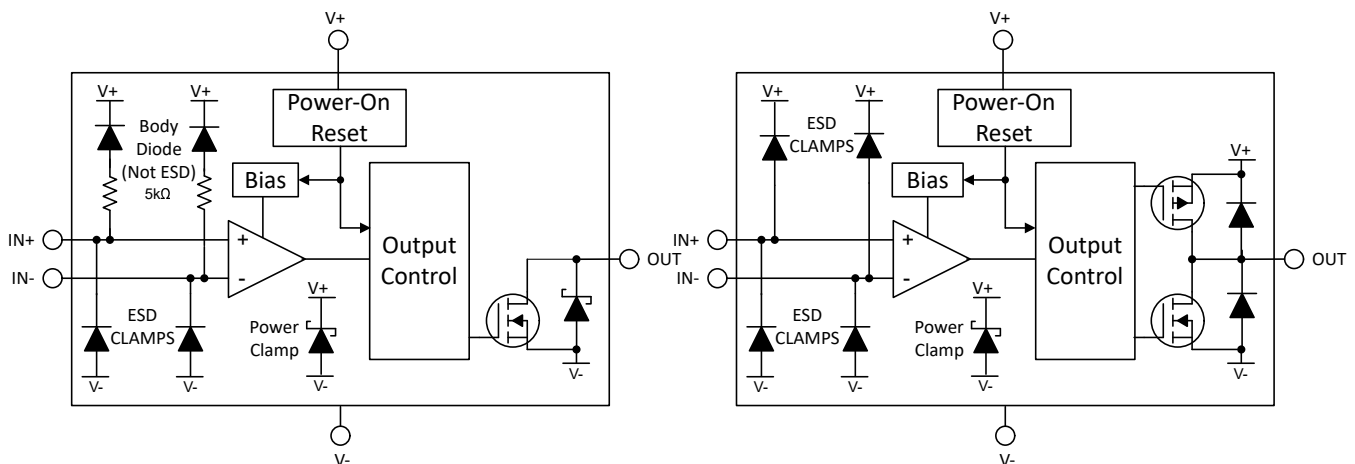 V+
V+
V+
Power-On
Reset
Body
Diode
(Not ESD)
5kΩ
Bias
IN+
IN-
+
-
Output
Control
OUT
ESD
CLAMPS
V+
Power
Clamp
V-
V-
V-
V-
V-
V+
V+
V+
Power-On
Reset
ESD
CLAMPS
V+
Bias
IN+
IN-
+
-
Output
Control
OUT
ESD
CLAMPS
V+
Power
Clamp
V-
V-
V-
V-
V-